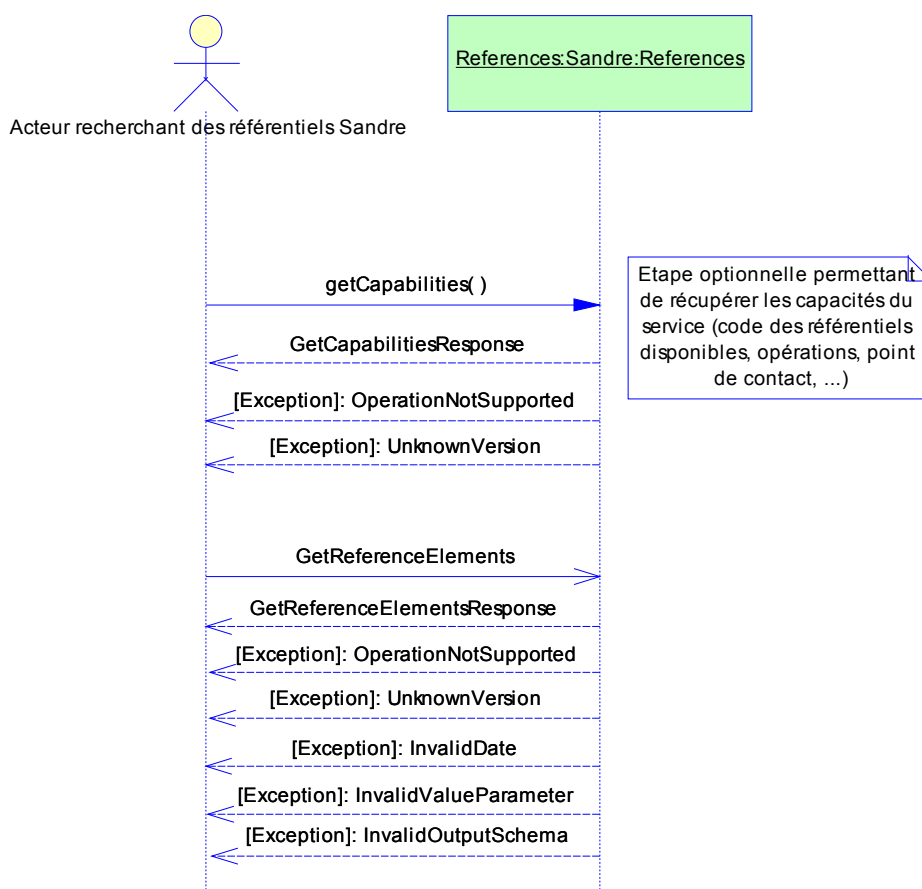 References:Sandre:References
Acteur recherchant des référentiels Sandre
getCapabilities( )
Etape optionnelle permettant
de récupérer les capacités du
service (code des référentiels
disponibles, opérations, point
de contact, ...)
GetCapabilitiesResponse
[Exception]: OperationNotSupported
[Exception]: UnknownVersion
GetReferenceElements
GetReferenceElementsResponse
[Exception]: OperationNotSupported
[Exception]: UnknownVersion
[Exception]: InvalidDate
[Exception]: InvalidValueParameter
[Exception]: InvalidOutputSchema